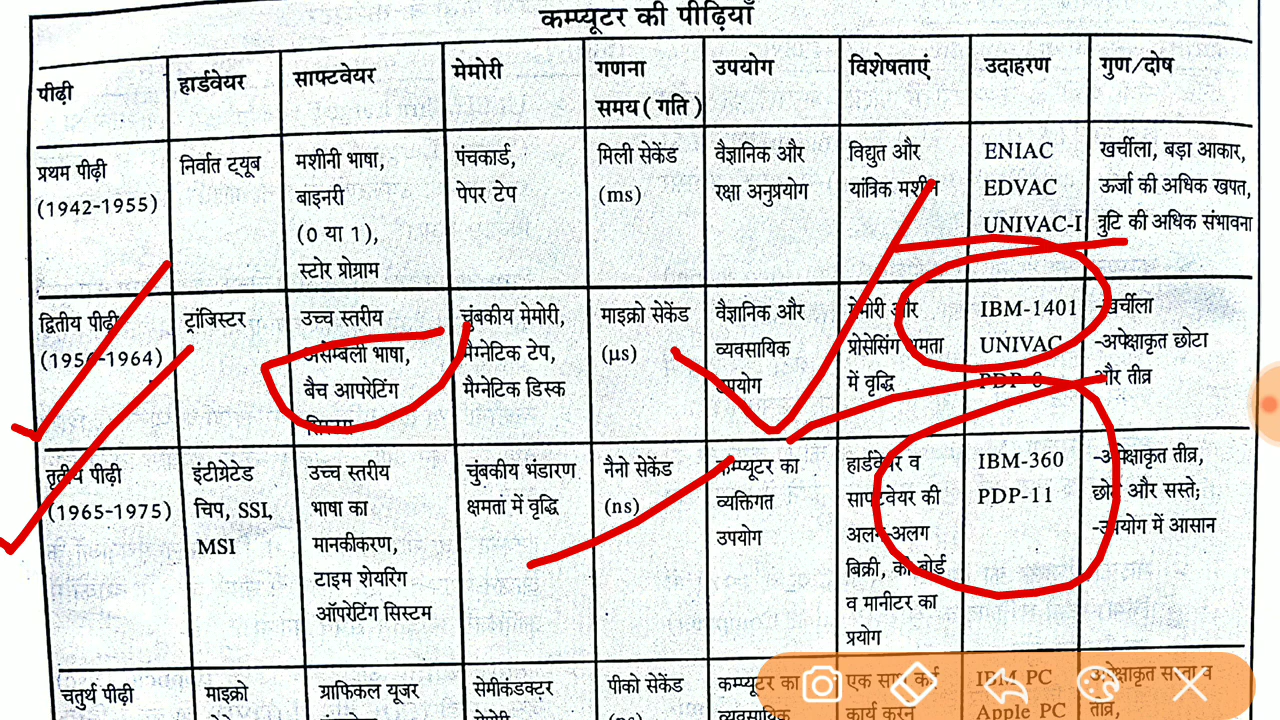 कम्प्यूटर की पीढ़ियाँ
पीढ़ी
हार्डवेयर
साफ्टवेयर
मेमोरी
गणना
समय ( गति )
उपयोग
विशेषताएं
उदाहरण
गुण/दोष
प्रथम पीढ़ी
(1942-1955)
निर्वात ट्यूब
मशीनी भाषा,
बाइनरी
(0 या 1),
स्टोर प्रोग्राम
पंचकार्ड,
पेपर टेप
मिली सेकेंड
(ms)
वैज्ञानिक और
रक्षा अनुप्रयोग
विद्युत और
यांत्रिक मशीन
ENIAC
EDVAC
UNIVAC-I
खर्चीला, बड़ा आकार,
ऊर्जा की अधिक खपत,
त्रुटि की अधिक संभावना
द्वितीय पीढ़ी
(1956-1964)
ट्रांजिस्टर
उच्च स्तरीय
असेम्बली भाषा,
बैच आपरेटिंग
सिस्टम
चुंबकीय मेमोरी,
मैग्नेटिक टेप,
मैग्नेटिक डिस्क
माइक्रो सेकेंड
(μs)
वैज्ञानिक और
व्यवसायिक
उपयोग
मेमोरी और
प्रोसेसिंग क्षमता
में वृद्धि
IBM-1401
UNIVAC
PDP-8
-खर्चीला
-अपेक्षाकृत छोटा
और तीव्र
तृतीय पीढ़ी
(1965-1975)
इंटीग्रेटेड
चिप, SSI,
MSI
उच्च स्तरीय
भाषा का
मानकीकरण,
टाइम शेयरिंग
ऑपरेटिंग सिस्टम
चुंबकीय भंडारण
क्षमता में वृद्धि
नैनो सेकेंड
(ns)
कम्प्यूटर का
व्यक्तिगत
उपयोग
हार्डवेयर व
साफ्टवेयर की
अलग-अलग
बिक्री, की बोर्ड
व मानीटर का
प्रयोग
IBM-360
PDP-11
-अपेक्षाकृत तीव्र,
छोटे और सस्ते;
-उपयोग में आसान
चतुर्थ पीढ़ी
माइक्रो
ग्राफिकल यूजर
सेमीकंडक्टर
मेमोरी
पीको सेकेंड
कम्प्यूटर का
व्यवसायिक
एक साथ कई
कार्य करने
IBM PC
Apple PC
अपेक्षाकृत सस्ता व
तीव्र,